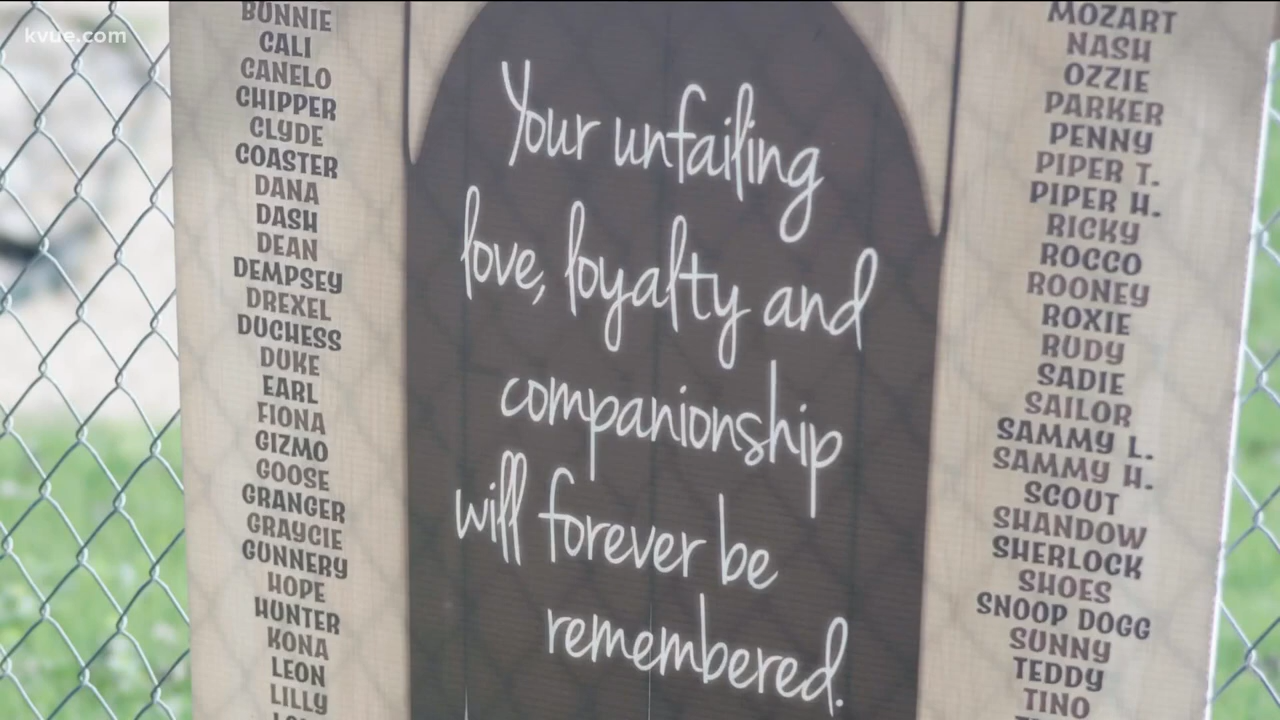 kvue.com
BUNNIE
CALI
CANELO
CHIPPER
CLYDE
COASTER
DANA
DASH
DEAN
DEMPSEY
DREXEL
DUCHESS
DUKE
EARL
FIONA
GIZMO
GOOSE
GRANGER
GRAYCIE
GUNNERY
HOPE
HUNTER
KONA
LEON
LILLY
Your unfailing
love, loyalty and
companionship
will forever be
remembered.
MOZART
NASH
OZZIE
PARKER
PENNY
PIPER T.
PIPER H.
RICKY
ROCCO
ROONEY
ROXIE
RUDY
SADIE
SAILOR
SAMMY L.
SAMMY H.
SCOUT
SHANDOW
SHERLOCK
SHOES
SNOOP DOGG
SUNNY
TEDDY
TINO